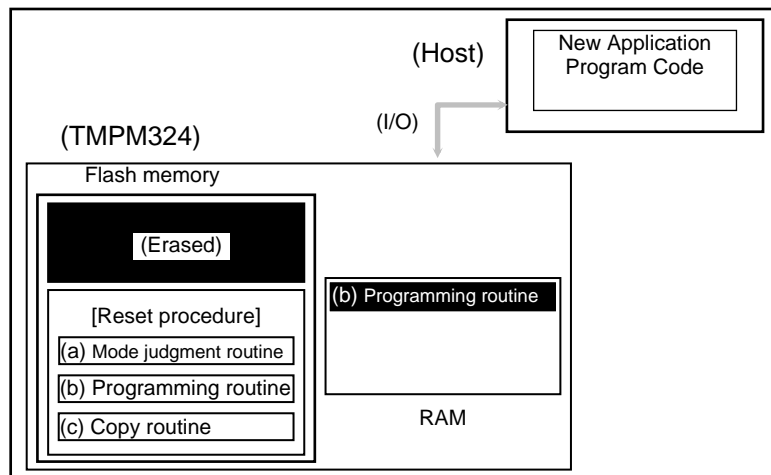 (Host)
New Application
Program Code
(I/O)
(TMPM324)
Flash memory
(Erased)
[Reset procedure]
(a) Mode judgment routine
(b) Programming routine
(c) Copy routine
(b) Programming routine
RAM